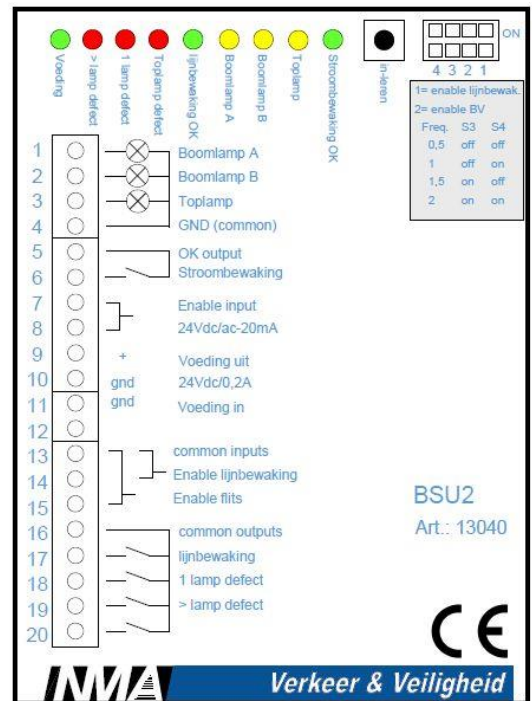 ON
4 3 2 1
Voeding
> lamp defect
1 lamp defect
Toplamp defect
lijnbewaking OK
Boomlamp A
Boomlamp B
Toplamp
Stroombewaking OK
in-leren
1= enable lijnbewak.
2= enable BV
Freq. S3 S4
0,5 off off
1 off on
1,5 on off
2 on on
1 Boomlamp A
2 Boomlamp B
3 Toplamp
4 GND (common)
5 OK output
6 Stroombewaking
7 Enable input
8 24Vdc/ac-20mA
9 + Voeding uit
10 gnd 24Vdc/0,2A
11 gnd Voeding in
12
13 common inputs
14 Enable lijnbewaking
15 Enable flits
16 common outputs
17 lijnbewaking
18 1 lamp defect
19 > lamp defect
20
BSU2
Art.: 13040
CE
NMA Verkeer & Veiligheid